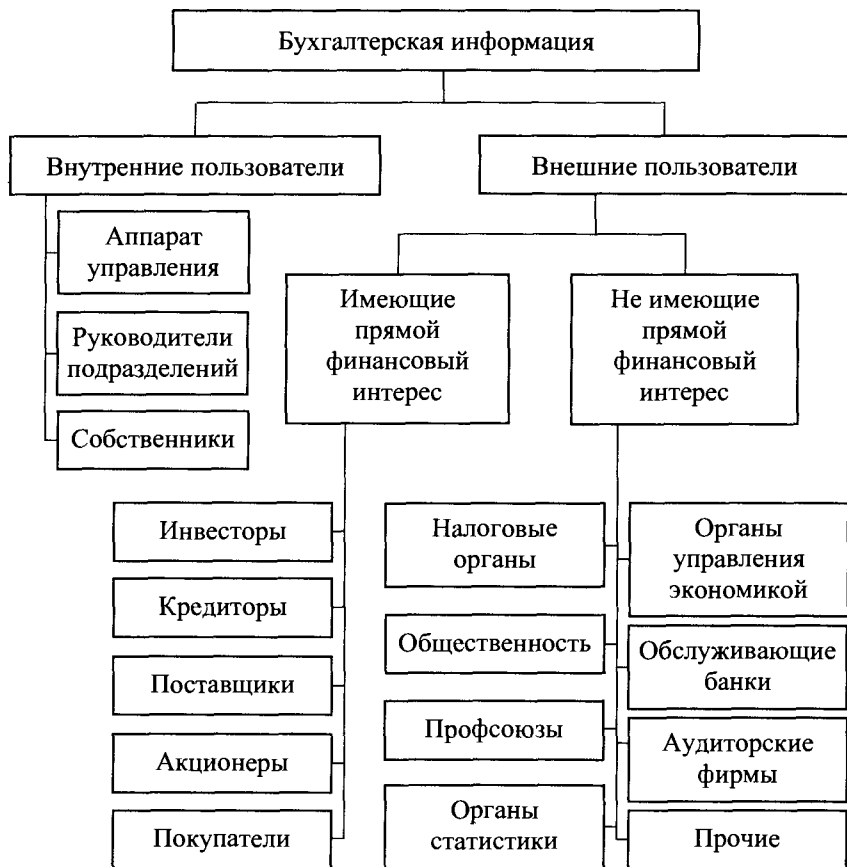 Бухгалтерская информация
Внутренние пользователи
Внешние пользователи
Аппарат
управления
Руководители
подразделений
Собственники
Имеющие
прямой
финансовый
интерес
Не имеющие
прямой
финансовый
интерес
Инвесторы
Кредиторы
Поставщики
Акционеры
Покупатели
Налоговые
органы
Общественность
Профсоюзы
Органы
статистики
Органы
управления
экономикой
Обслуживающие
банки
Аудиторские
фирмы
Прочие